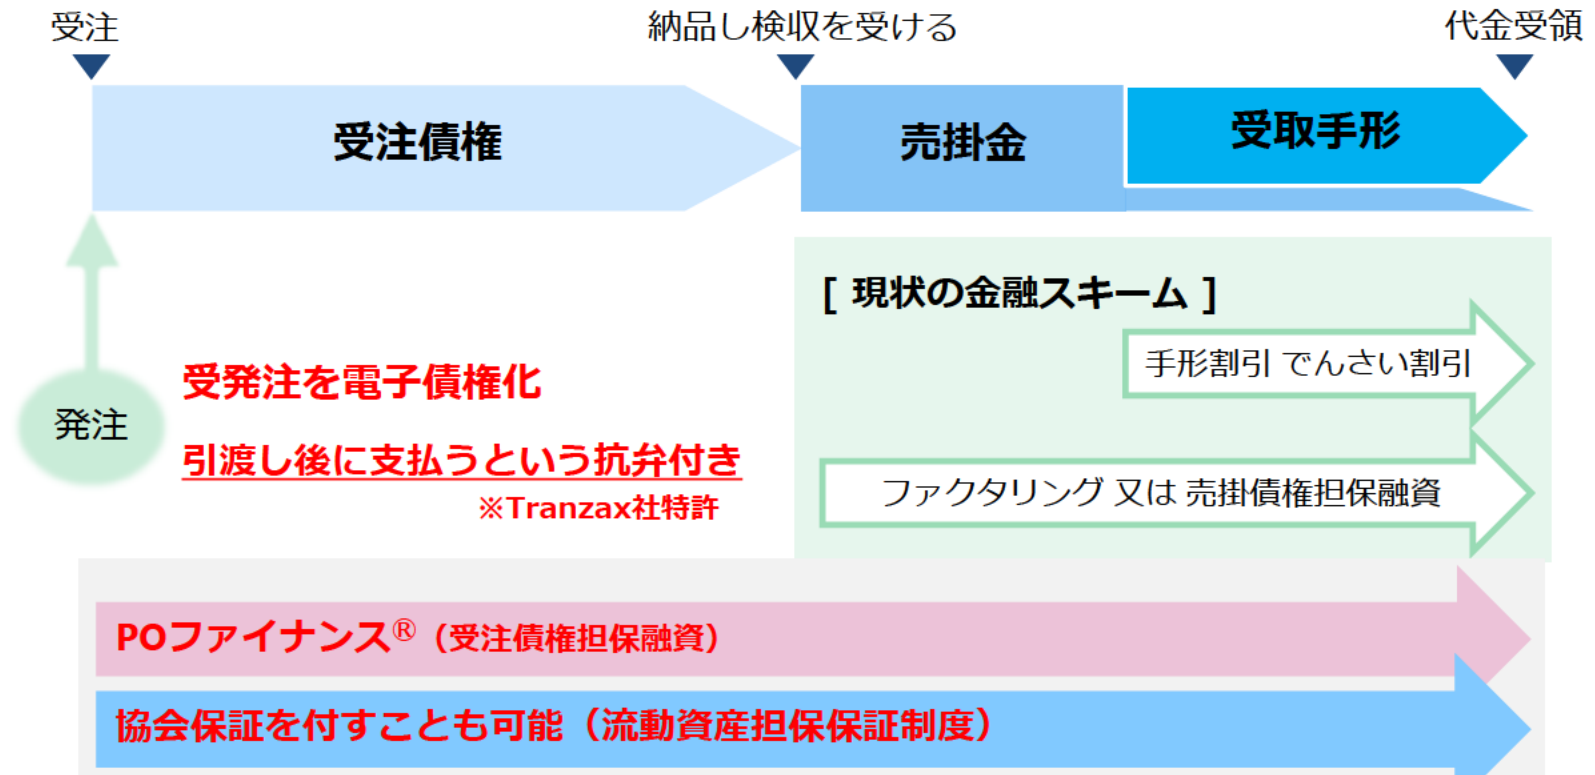 受注
納品し検収を受ける
代金受領
受注債権
売掛金
受取手形
[ 現状の金融スキーム ]
手形割引 でんさい割引
受発注を電子債権化
発注
引渡し後に支払うという抗弁付き
ファクタリング 又は 売掛債権担保融資
※Tranzax社特許
POファイナンス®（受注債権担保融資）
協会保証を付すことも可能（流動資産担保保証制度）